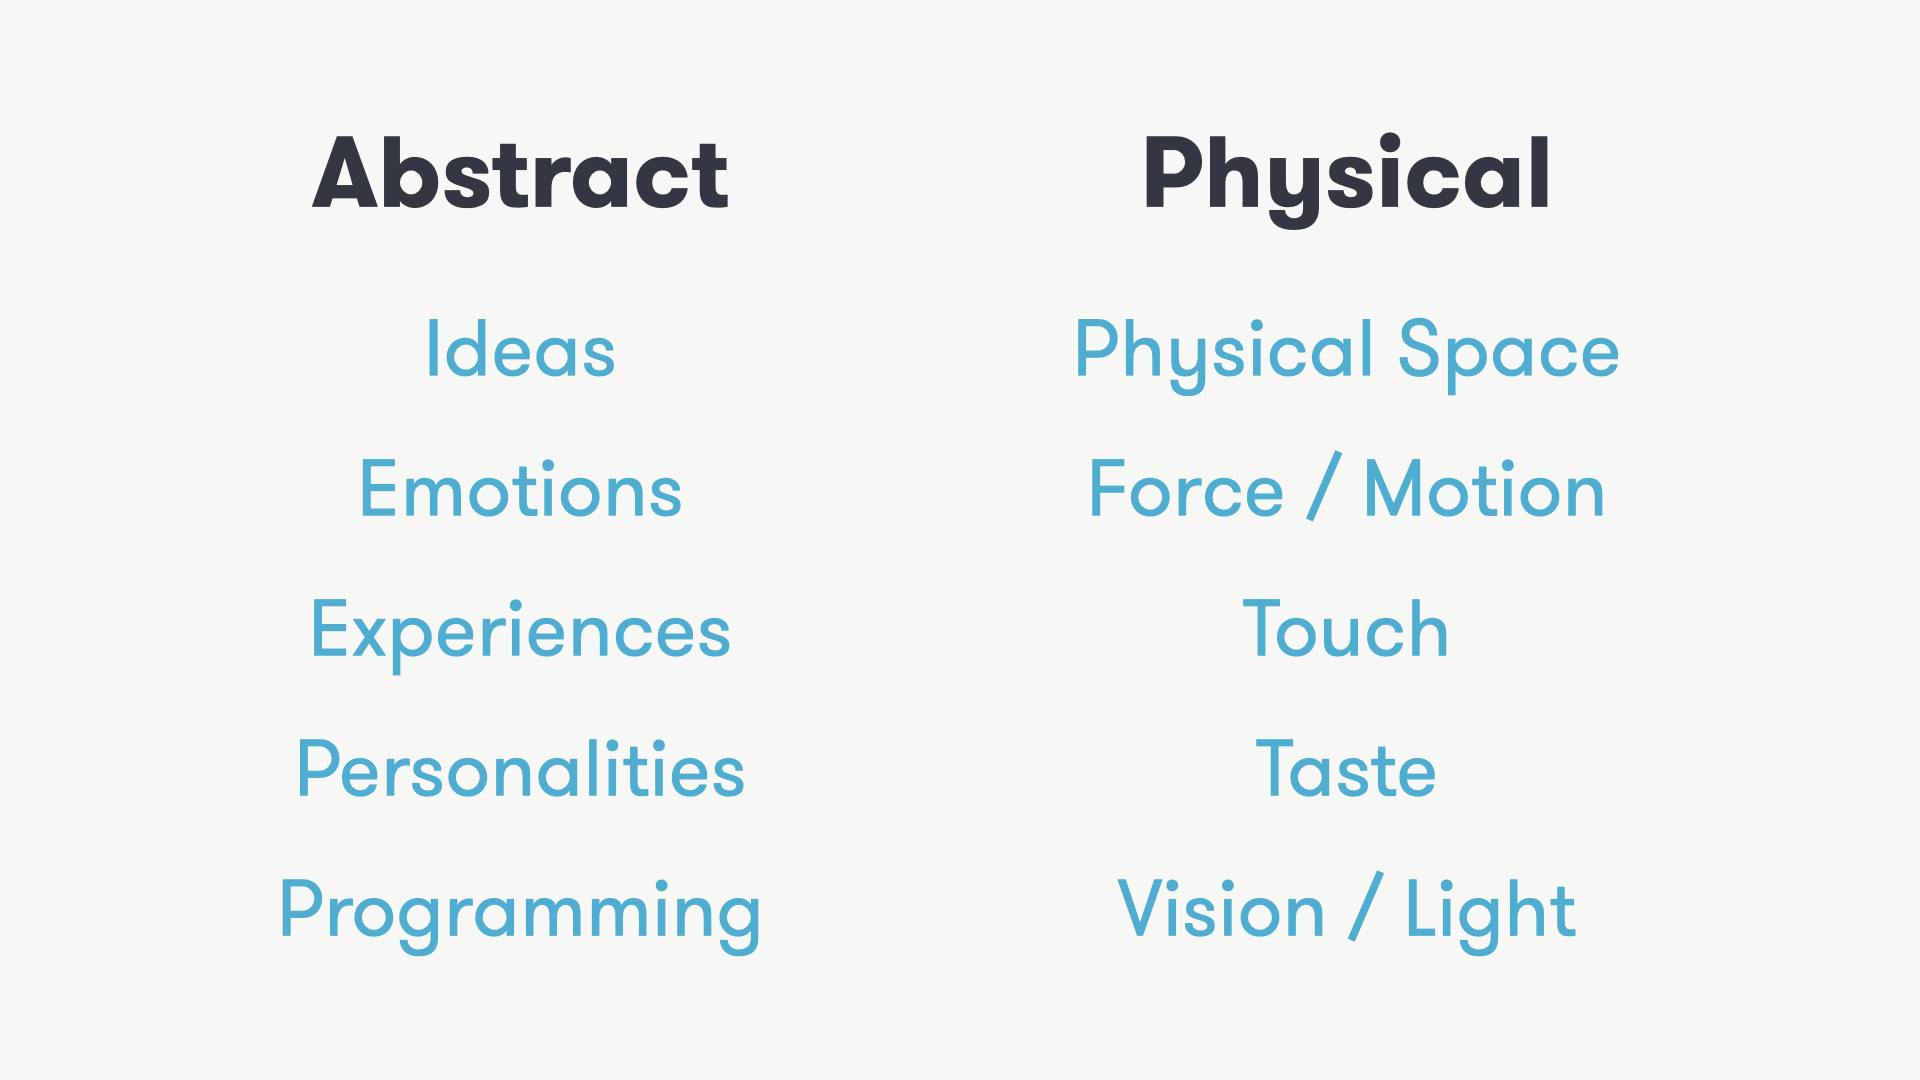 Abstract
Ideas
Emotions
Experiences
Personalities
Programming
Physical
Physical Space
Force / Motion
Touch
Taste
Vision / Light